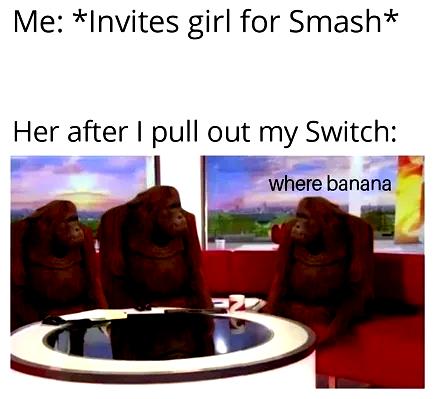 Me: *Invites girl for Smash*
Her after I pull out my Switch:
where banana